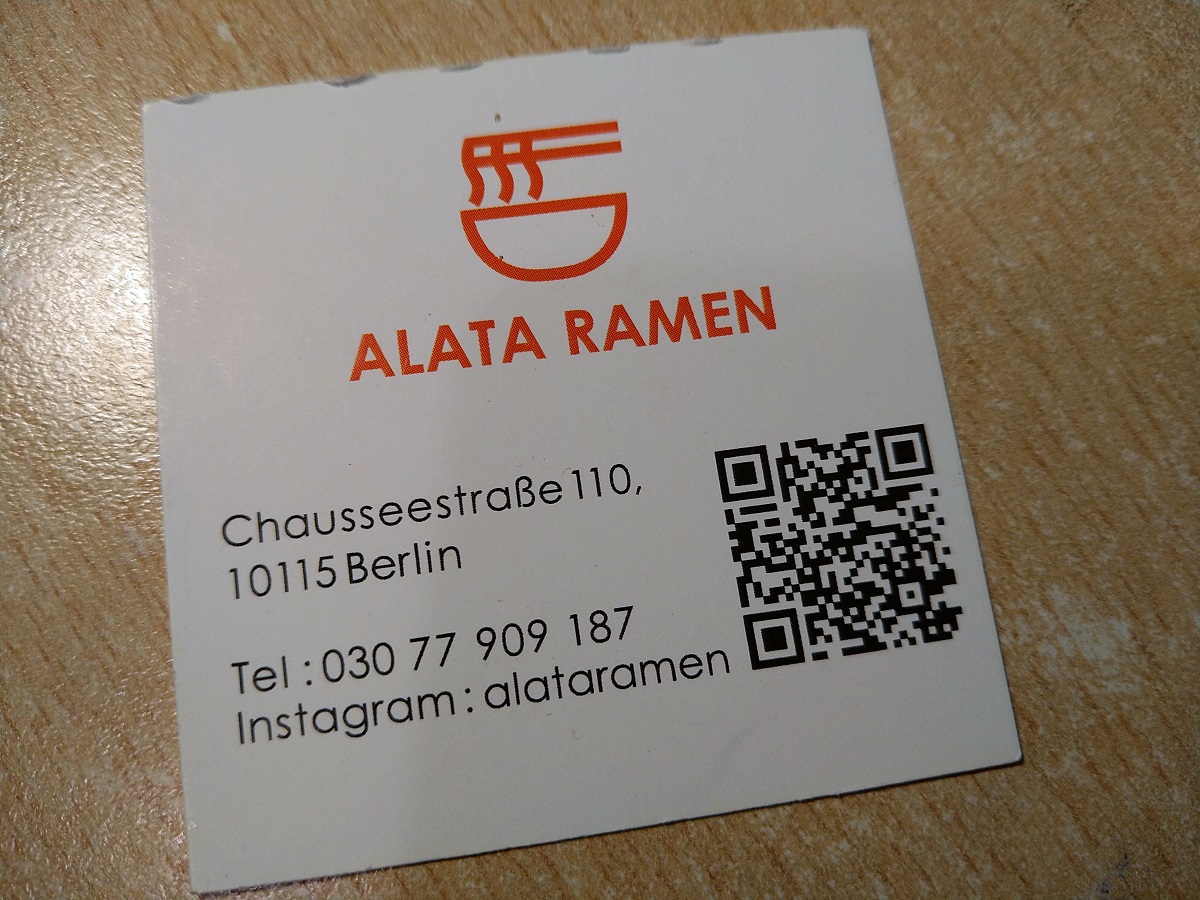 ALATA RAMEN
Chausseestraße 110,
10115 Berlin
Tel : 030 77 909 187
Instagram : alataramen